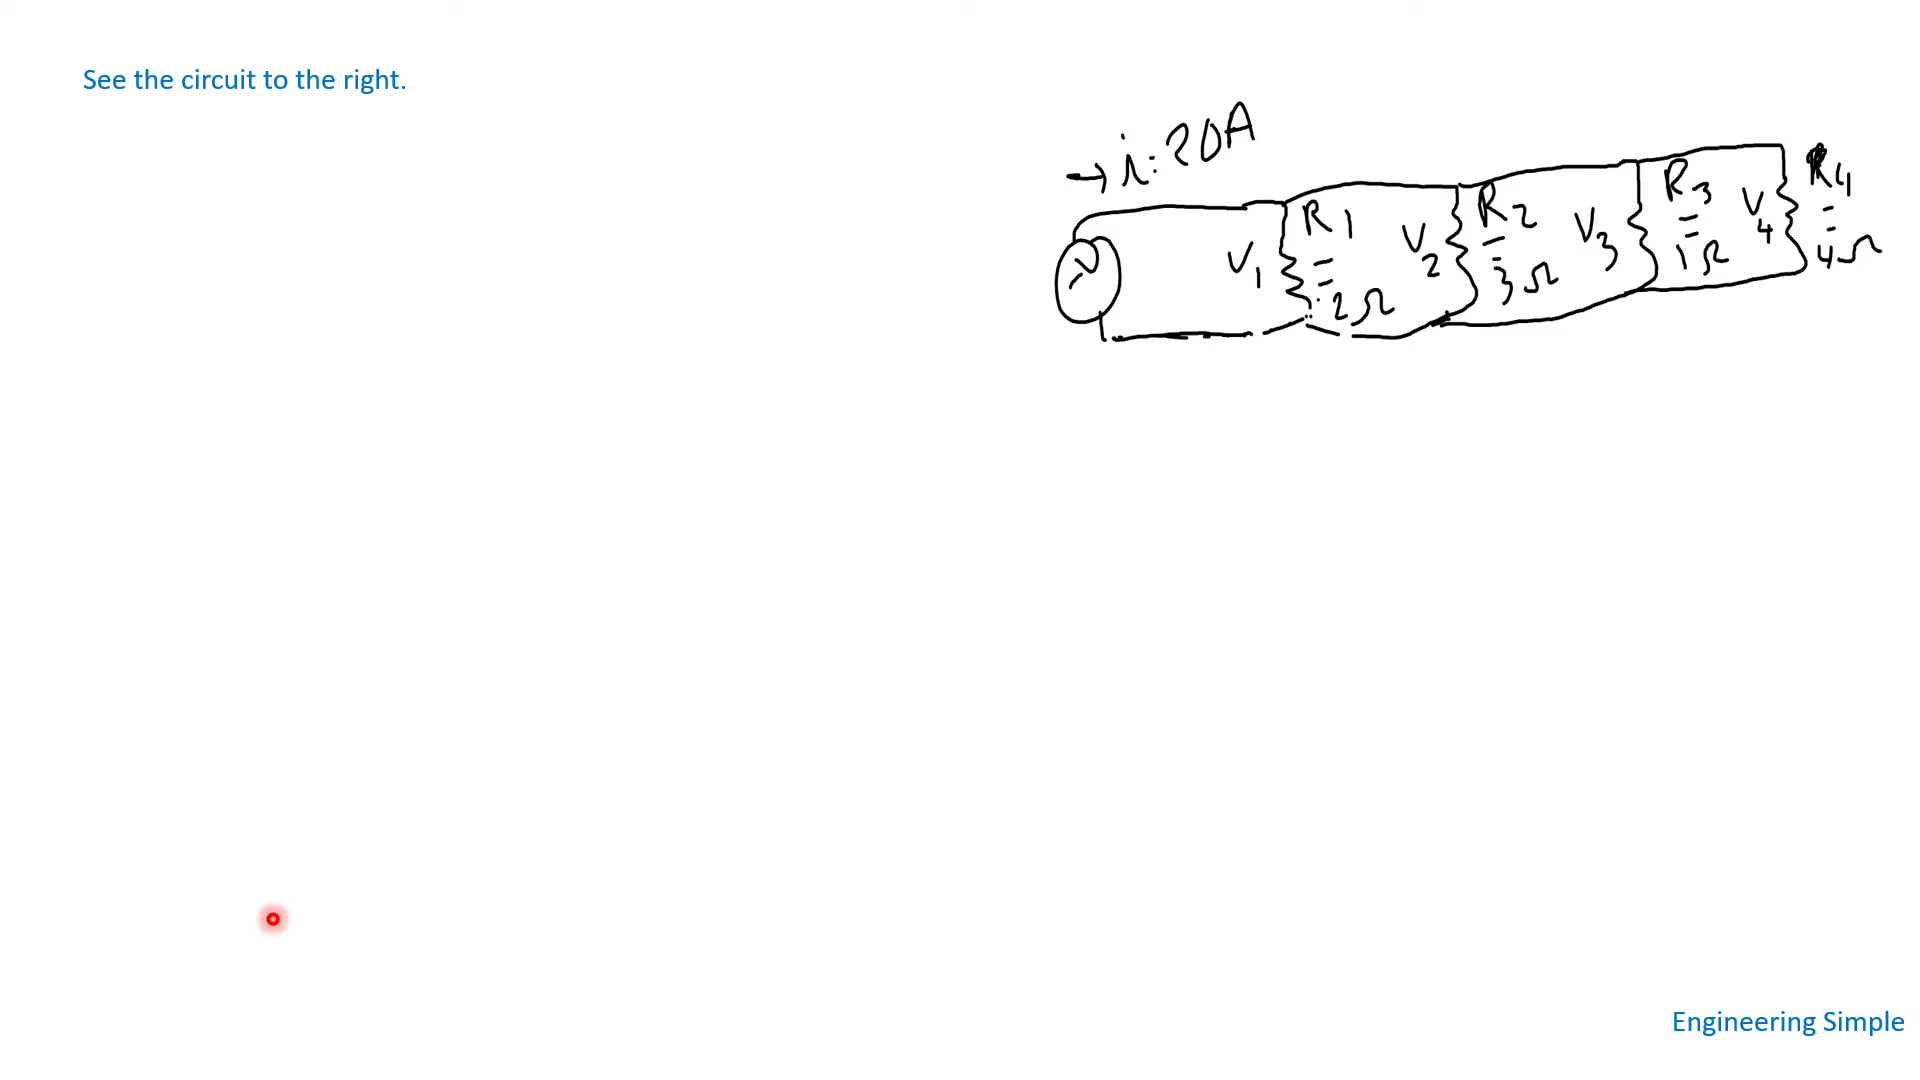 See the circuit to the right.
→ i: 20A
V1
R1
=
2Ω
V2
R2
=
3Ω
V3
R3
=
1Ω
V4
R4
=
4Ω
Engineering Simple